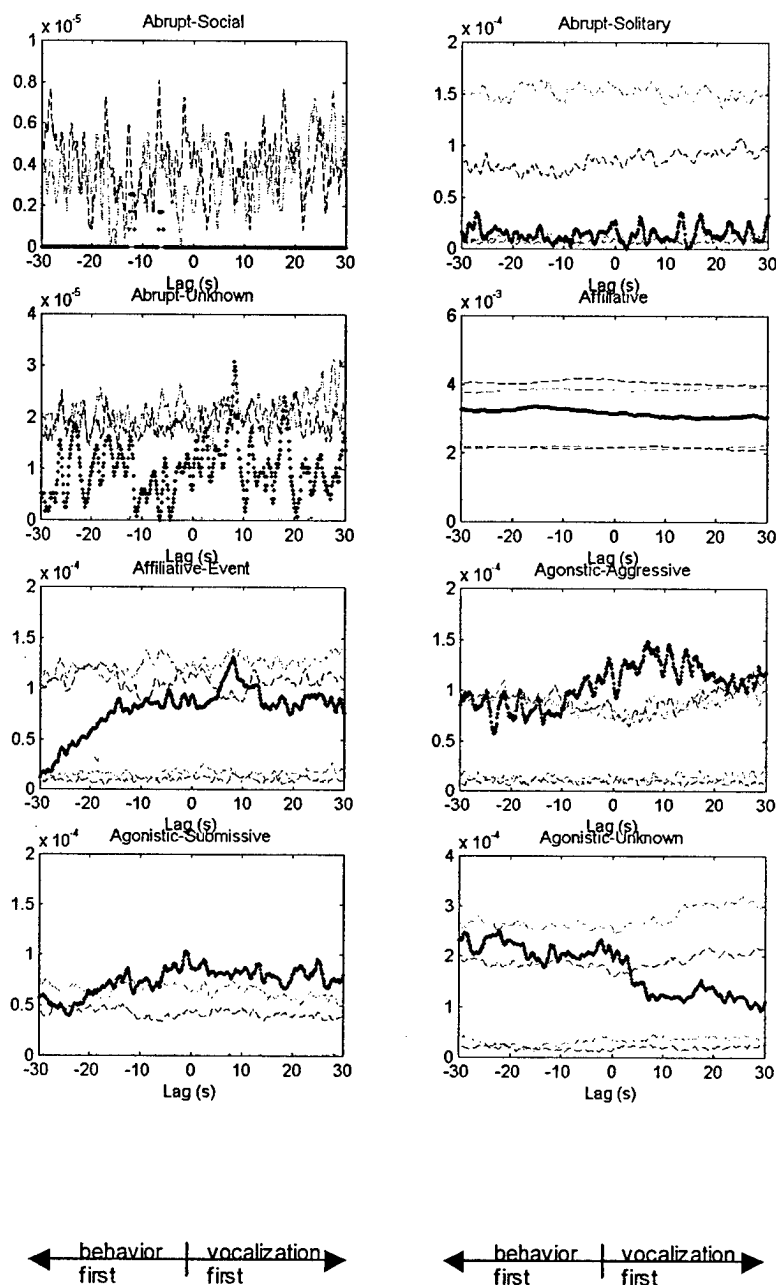 x 10-5
Abrupt-Social
1
0.8
0.6
0.4
0.2
0
-30 -20 -10 0 10 20 30
Lag (s)
x 10-4
Abrupt-Solitary
2
1.5
1
0.5
0
-30 -20 -10 0 10 20 30
Lag (s)
x 10-5
Abrupt-Unknown
4
3
2
1
0
-30 -20 -10 0 10 20 30
Lag (s)
x 10-3
Affiliative
6
4
2
0
-30 -20 -10 0 10 20 30
Lag (s)
x 10-4
Affiliative-Event
2
1.5
1
0.5
0
-30 -20 -10 0 10 20 30
Lag (s)
x 10-4
Agonstic-Aggressive
2
1.5
1
0.5
0
-30 -20 -10 0 10 20 30
Lag (s)
x 10-4
Agonistic-Submissive
2
1.5
1
0.5
0
-30 -20 -10 0 10 20 30
Lag (s)
x 10-4
Agonistic-Unknown
4
3
2
1
0
-30 -20 -10 0 10 20 30
Lag (s)
behavior first
vocalization first
behavior first
vocalization first